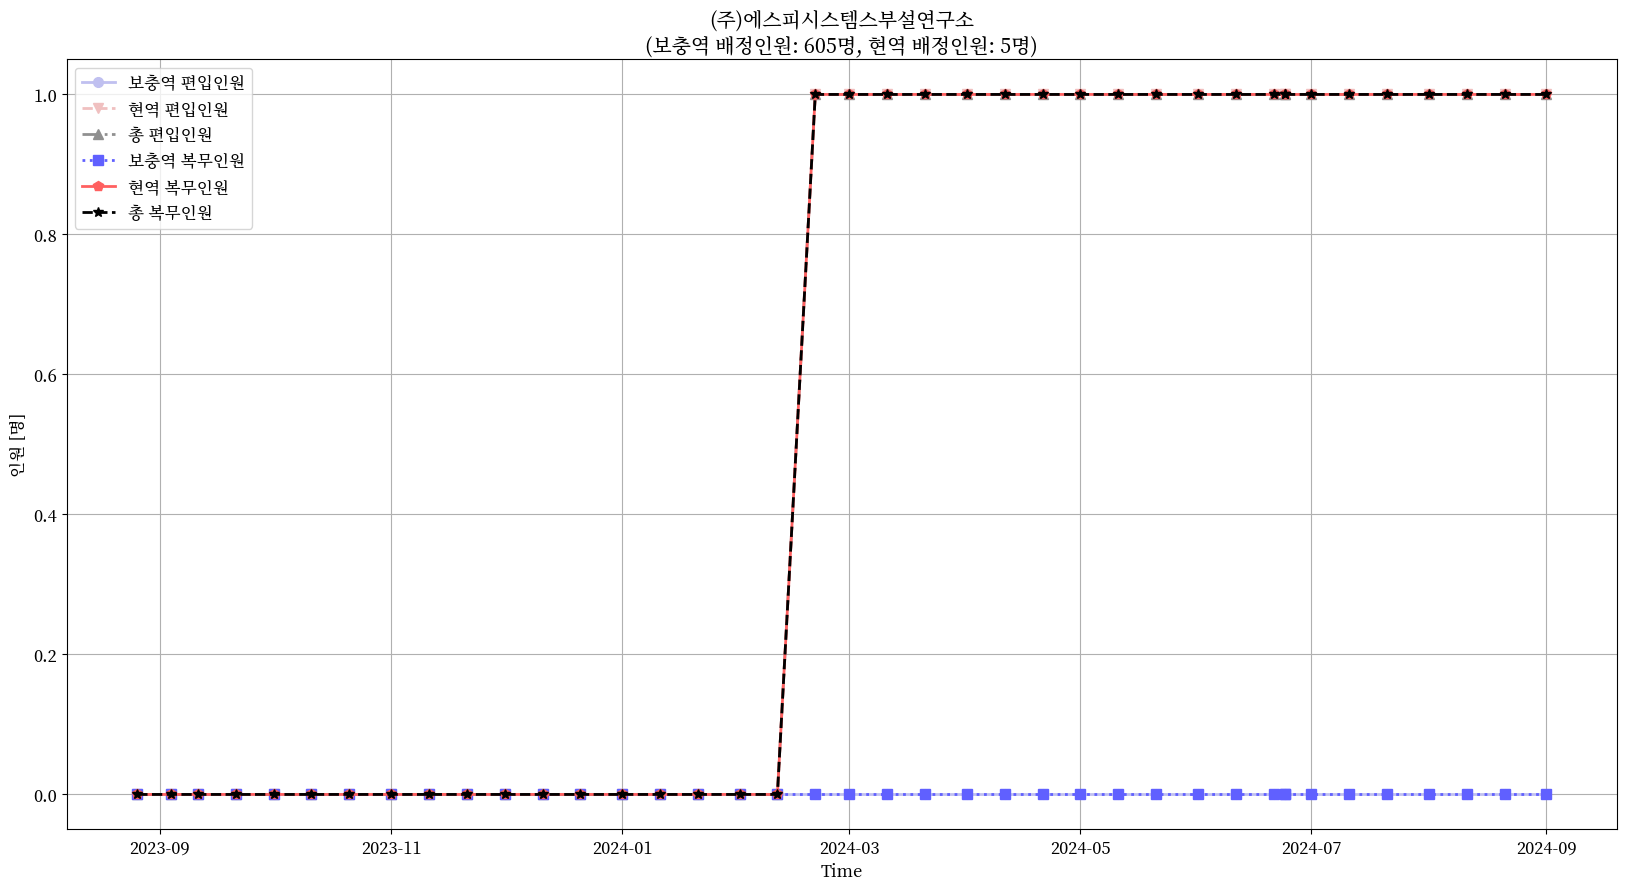 (주)에스피시스템스부설연구소
(보충역 배정인원: 605명, 현역 배정인원: 5명)
보충역 편입인원
현역 편입인원
총 편입인원
보충역 복무인원
현역 복무인원
총 복무인원
1.0
0.8
0.6
0.4
0.2
0.0
인원 [명]
2023-09
2023-11
2024-01
2024-03
2024-05
2024-07
2024-09
Time